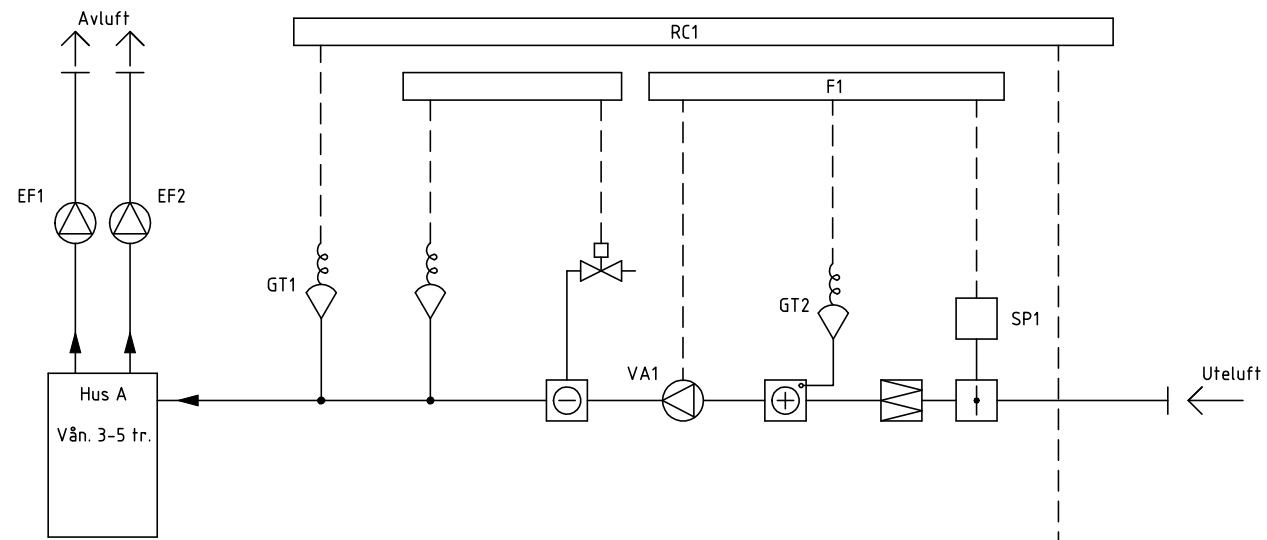 Avluft
RC1
F1
EF1
EF2
GT1
GT2
SP1
VA1
Uteluft
Hus A
Vån. 3-5 tr.